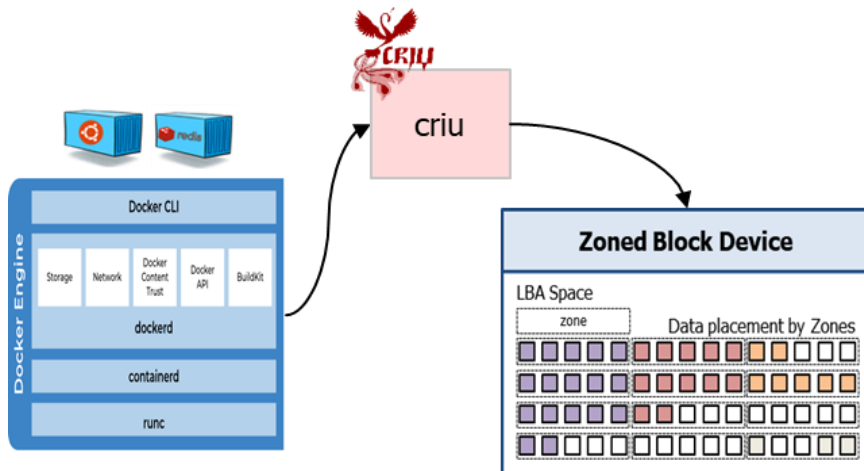 CRIU
criu
redis
Docker Engine
Docker CLI
Storage
Network
Docker
Content
Trust
Docker
API
BuildKit
dockerd
containerd
runc
Zoned Block Device
LBA Space
zone
Data placement by Zones